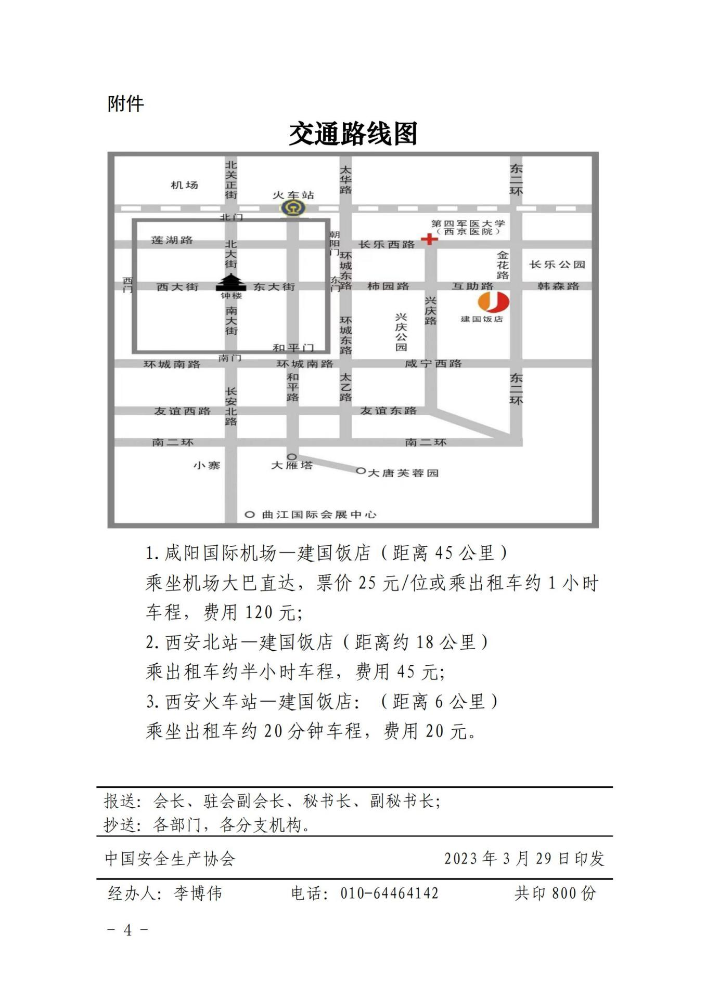 附件
交通路线图
北关正街
太华路
东二环
机场
火车站
北门
第四军医大学
（西京医院）
朝阳门
莲湖路
北大街
长乐西路
环城东路
金花路
长乐公园
西门
西大街
东大街
东门
柿园路
互助路
韩森路
钟楼
南大街
兴庆路
建国饭店
环城东路
兴庆公园
和平门
南门
环城南路
环城南路
咸宁西路
和平路
太乙路
东二环
长安北路
友谊西路
友谊东路
南二环
南二环
小寨
大雁塔
大唐芙蓉园
曲江国际会展中心
1.咸阳国际机场—建国饭店（距离 45 公里）
乘坐机场大巴直达，票价 25 元/位或乘出租车约 1 小时
车程，费用 120 元；
2.西安北站—建国饭店（距离约 18 公里）
乘出租车约半小时车程，费用 45 元；
3.西安火车站—建国饭店：（距离 6 公里）
乘坐出租车约 20 分钟车程，费用 20 元。
报送：会长、驻会副会长、秘书长、副秘书长；
抄送：各部门，各分支机构。
中国安全生产协会 2023 年 3 月 29 日印发
经办人：李博伟 电话：010-64464142 共印 800 份
- 4 -